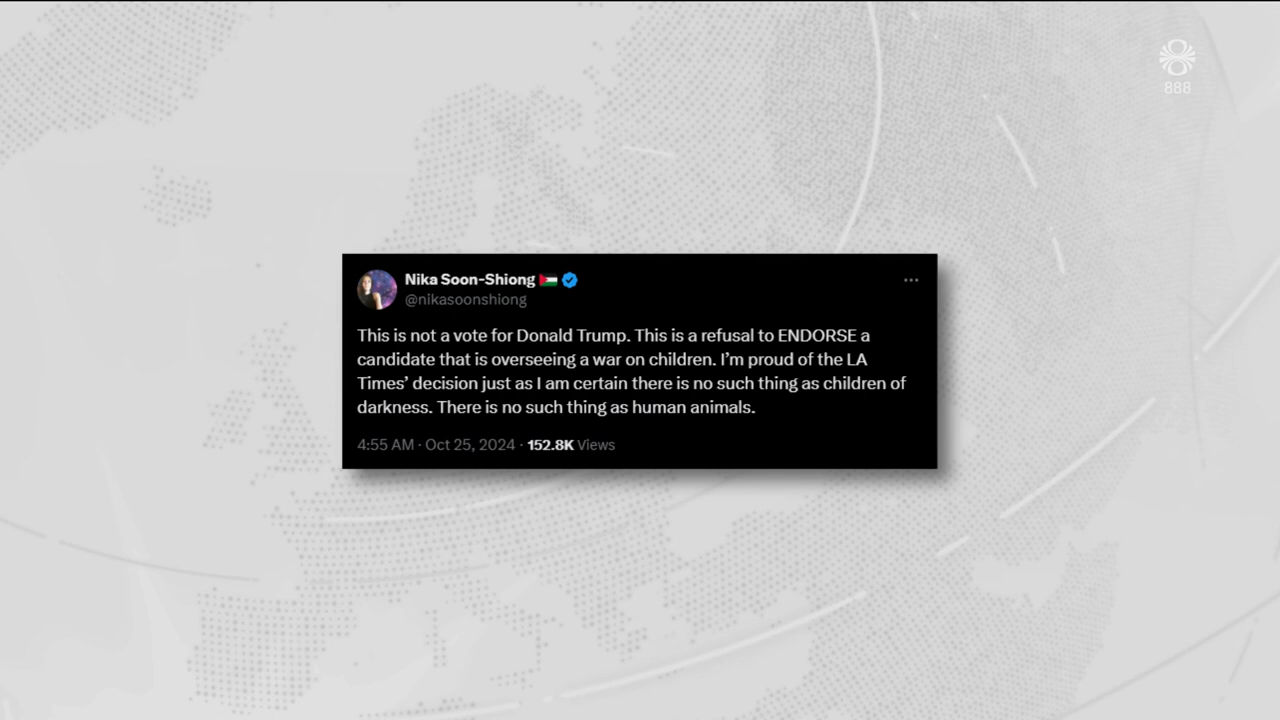 888
Nika Soon-Shiong 🇵🇸
@nikasoonshiong
This is not a vote for Donald Trump. This is a refusal to ENDORSE a
candidate that is overseeing a war on children. I’m proud of the LA
Times’ decision just as I am certain there is no such thing as children of
darkness. There is no such thing as human animals.
4:55 AM · Oct 25, 2024 · 152.8K Views